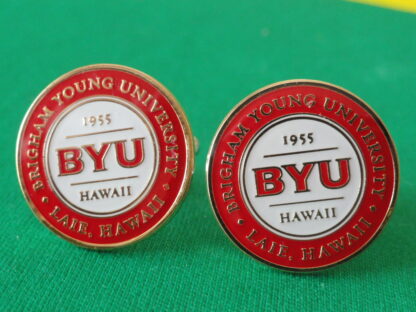 BRIGHAM YOUNG UNIVERSITY
1955
BYU
HAWAII
• LAIE, HAWAII •
BRIGHAM YOUNG UNIVERSITY
1955
BYU
HAWAII
• LAIE, HAWAII •